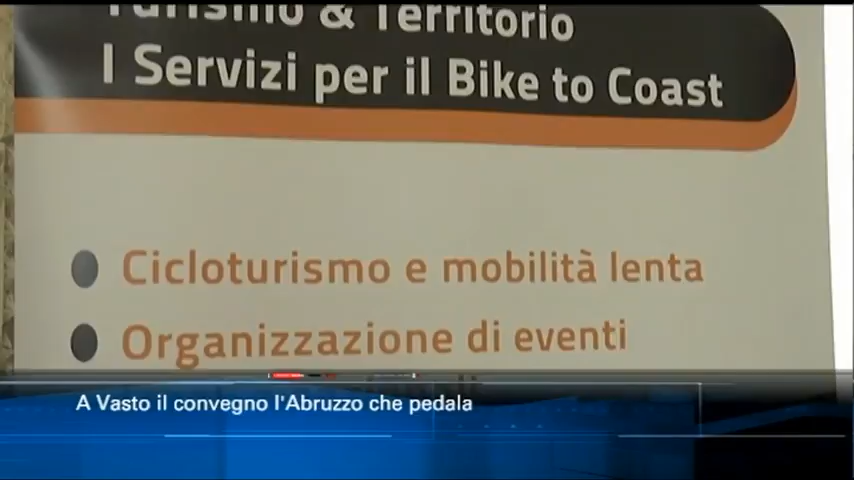 Turismo & Territorio
I Servizi per il Bike to Coast
Cicloturismo e mobilità lenta
Organizzazione di eventi
A Vasto il convegno l'Abruzzo che pedala